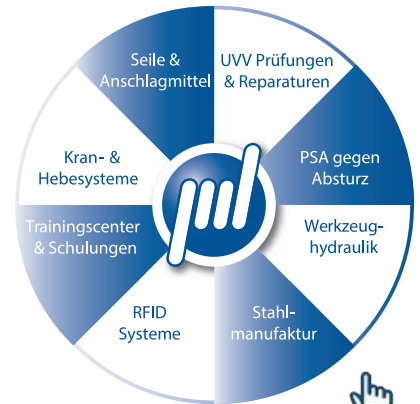 Seile &
Anschlagmittel
UVV Prüfungen
& Reparaturen
PSA gegen
Absturz
Werkzeug-
hydraulik
Stahl-
manufaktur
RFID
Systeme
Trainingscenter
& Schulungen
Kran- &
Hebesysteme